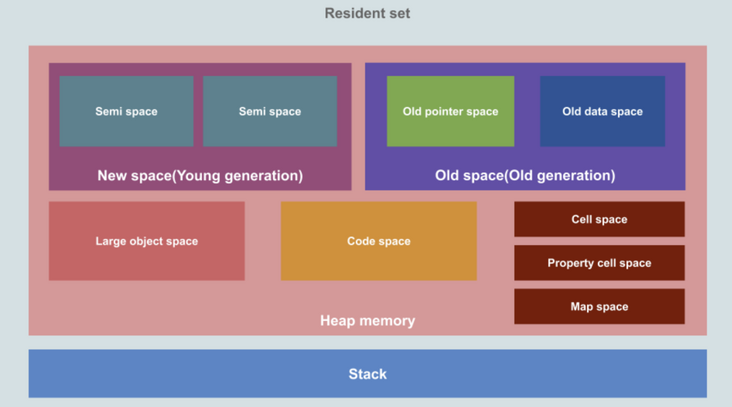 Resident set
Semi space
Semi space
New space(Young generation)
Old pointer space
Old data space
Old space(Old generation)
Large object space
Code space
Cell space
Property cell space
Map space
Heap memory
Stack